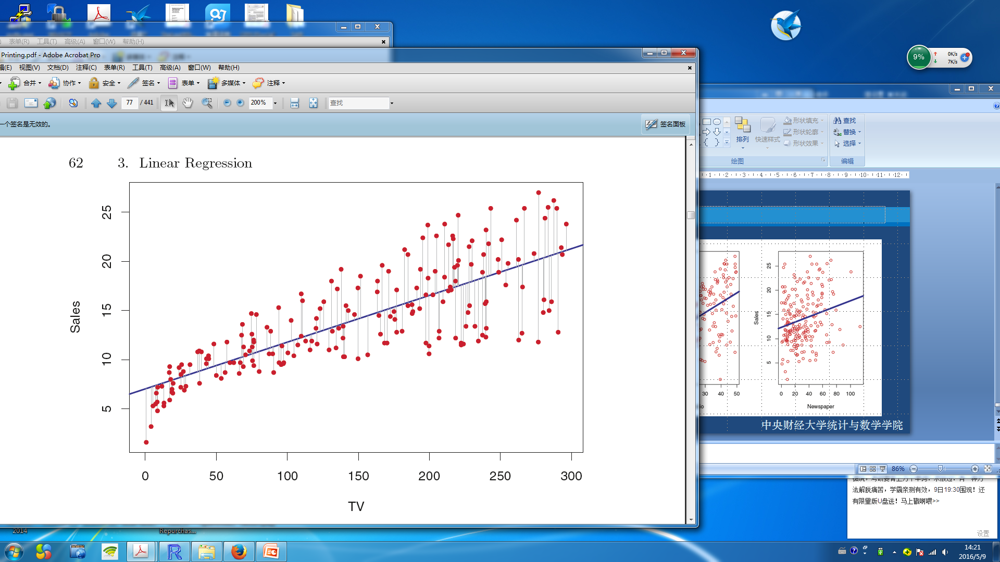 表单(R) 工具(T) 高级(A) 窗口(W) 帮助(H)
Printing.pdf - Adobe Acrobat Pro
辑(E) 视图(V) 文档(D) 注释(C) 表单(R) 工具(T) 高级(A) 窗口(W) 帮助(H)
合并 协作 安全 签名 表单 多媒体 注释
77 / 441 200% 查找
一个签名是无效的。
签名面板
62 3. Linear Regression
25
20
15
10
5
Sales
0 50 100 150 200 250 300
TV
9%
0K/s
7K/s
排列
快速样式
形状填充
形状轮廓
形状效果
绘图
查找
替换
选择
编辑
1 2 3 4 5 6 7 8 9 10 11 12
30 40 50
io
25
20
15
10
5
Sales
0 20 40 60 80 100
Newspaper
中央财经大学统计与数学学院
86%
法解脱痛苦，学霸亲测有效，9日19:30围观！还
有限量版U盘送！马上戳啊喂>>
设置
2014
Repurchas...
14:21
2016/5/9